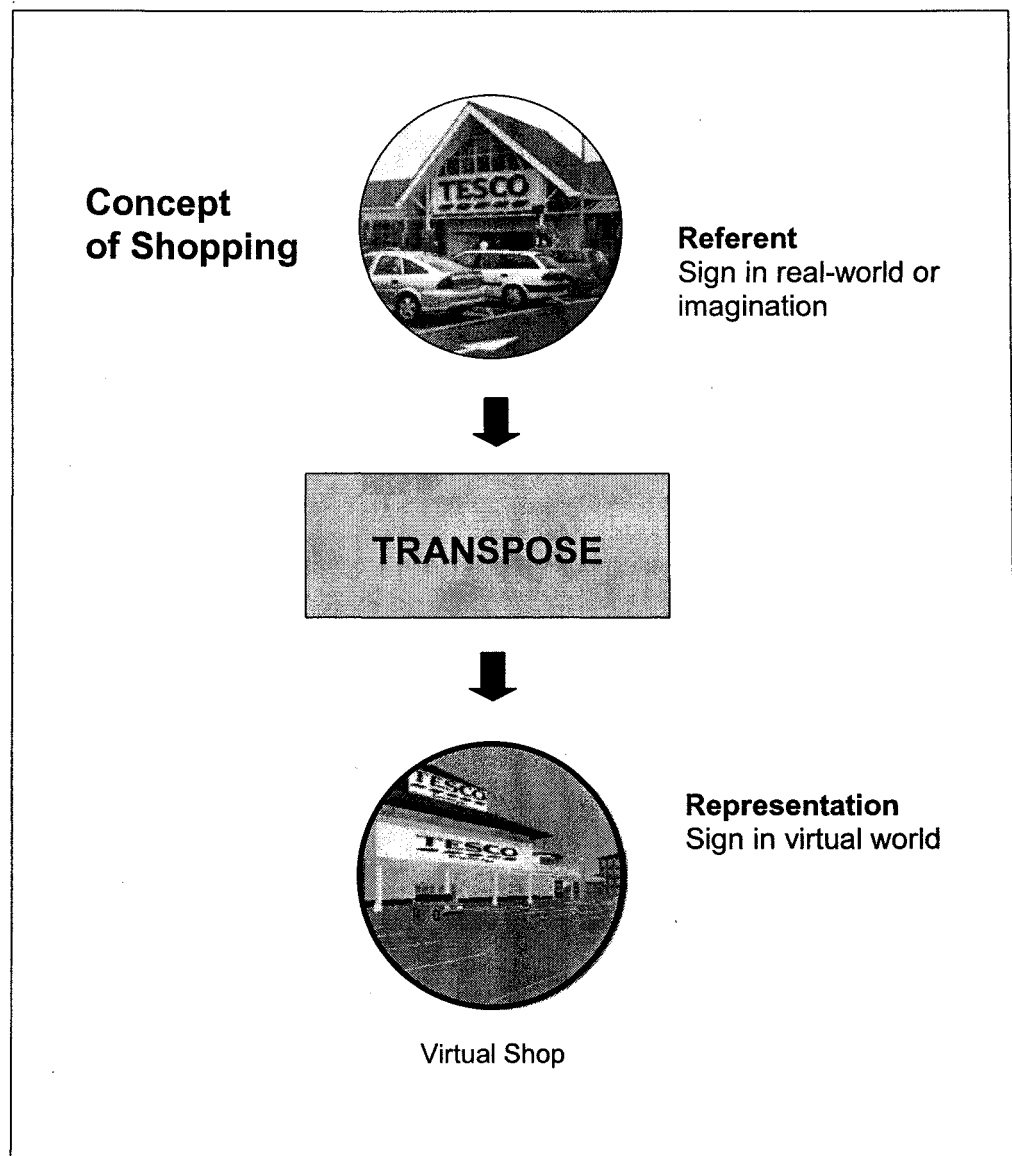 TESCO
Concept
of Shopping
Referent
Sign in real-world or
imagination
TRANSPOSE
TESCO
TESCO
Representation
Sign in virtual world
Virtual Shop